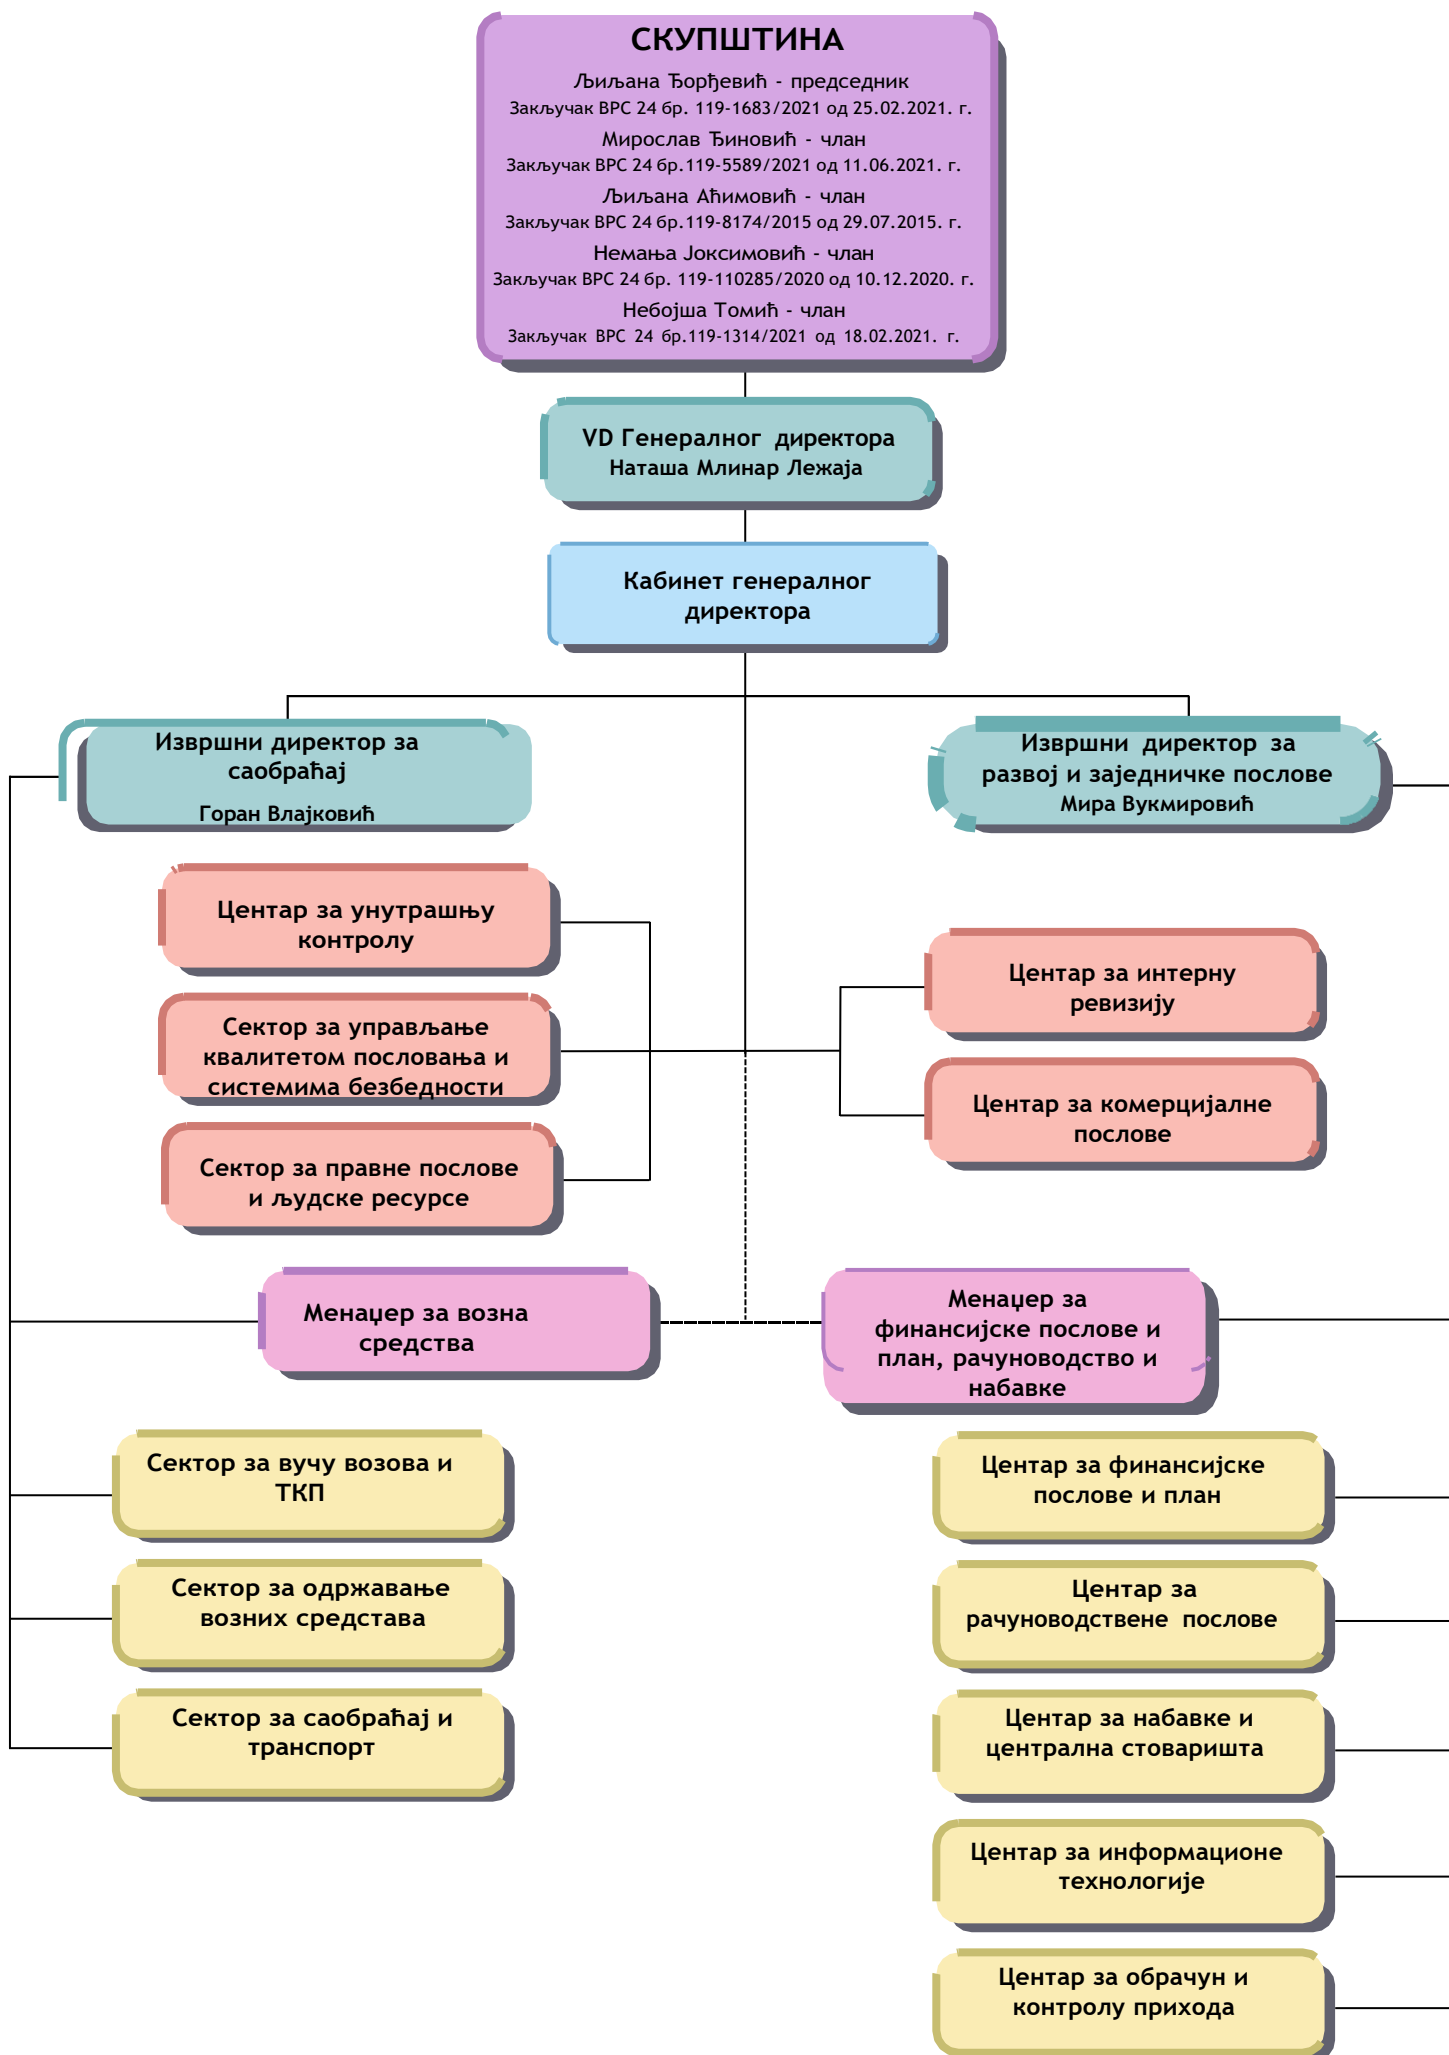 СКУПШТИНА
Љиљана Ђорђевић - председник
Закључак ВРС 24 бр. 119-1683/2021 од 25.02.2021. г.
Мирослав Ђиновић - члан
Закључак ВРС 24 бр.119-5589/2021 од 11.06.2021. г.
Љиљана Аћимовић - члан
Закључак ВРС 24 бр.119-8174/2015 од 29.07.2015. г.
Немања Јоксимовић - члан
Закључак ВРС 24 бр. 119-110285/2020 од 10.12.2020. г.
Небојша Томић - члан
Закључак ВРС 24 бр.119-1314/2021 од 18.02.2021. г.
VD Генералног директора
Наташа Млинар Лежаја
Кабинет генералног
директора
Извршни директор за
саобраћај
Горан Влајковић
Извршни директор за
развој и заједничке послове
Мира Вукмировић
Центар за унутрашњу
контролу
Сектор за управљање
квалитетом пословања и
системима безбедности
Сектор за правне послове
и људске ресурсе
Центар за интерну
ревизију
Центар за комерцијалне
послове
Менаџер за возна
средства
Менаџер за
финансијске послове и
план, рачуноводство и
набавке
Сектор за вучу возова и
ТКП
Сектор за одржавање
возних средстава
Сектор за саобраћај и
транспорт
Центар за финансијске
послове и план
Центар за
рачуноводствене послове
Центар за набавке и
централна стоваришта
Центар за информационе
технологије
Центар за обрачун и
контролу прихода